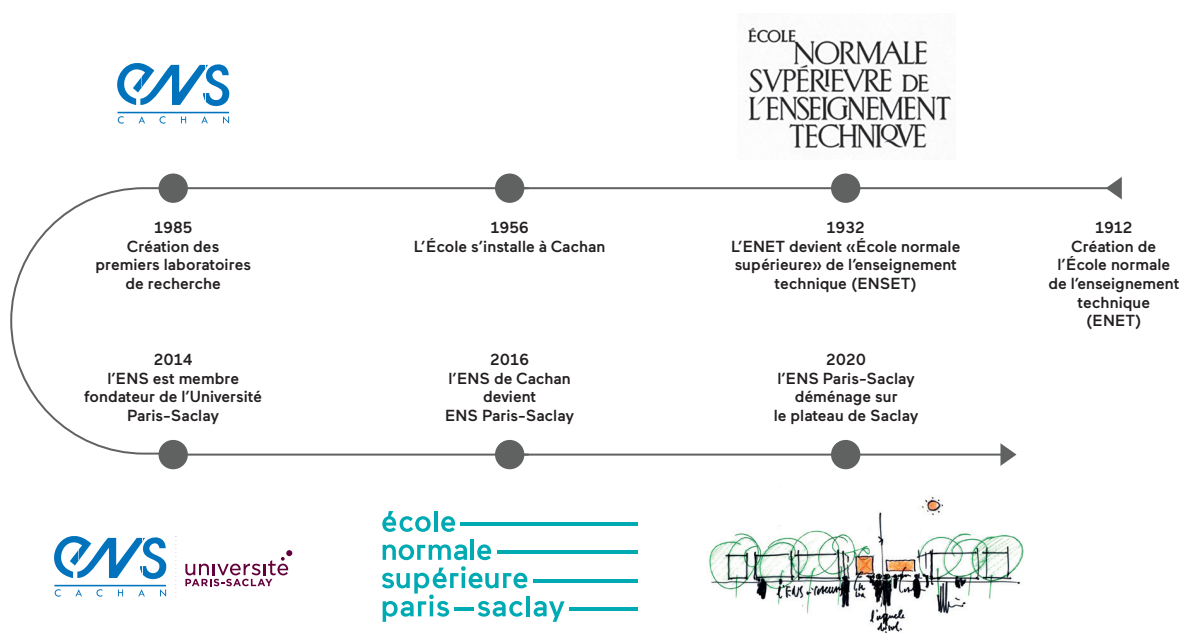 ENS
CACHAN
ÉCOLE
NORMALE
SVPÉRIEVRE DE
L'ENSEIGNEMENT
TECHNIQVE
1985
Création des
premiers laboratoires
de recherche
1956
L'École s'installe à Cachan
1932
L'ENET devient «École normale
supérieure» de l'enseignement
technique (ENSET)
1912
Création de
l'École normale
de l'enseignement
technique
(ENET)
2014
l'ENS est membre
fondateur de l'Université
Paris-Saclay
2016
l'ENS de Cachan
devient
ENS Paris-Saclay
2020
l'ENS Paris-Saclay
déménage sur
le plateau de Saclay
ENS
CACHAN
université
PARIS-SACLAY
école
normale
supérieure
paris—saclay
l'ENS